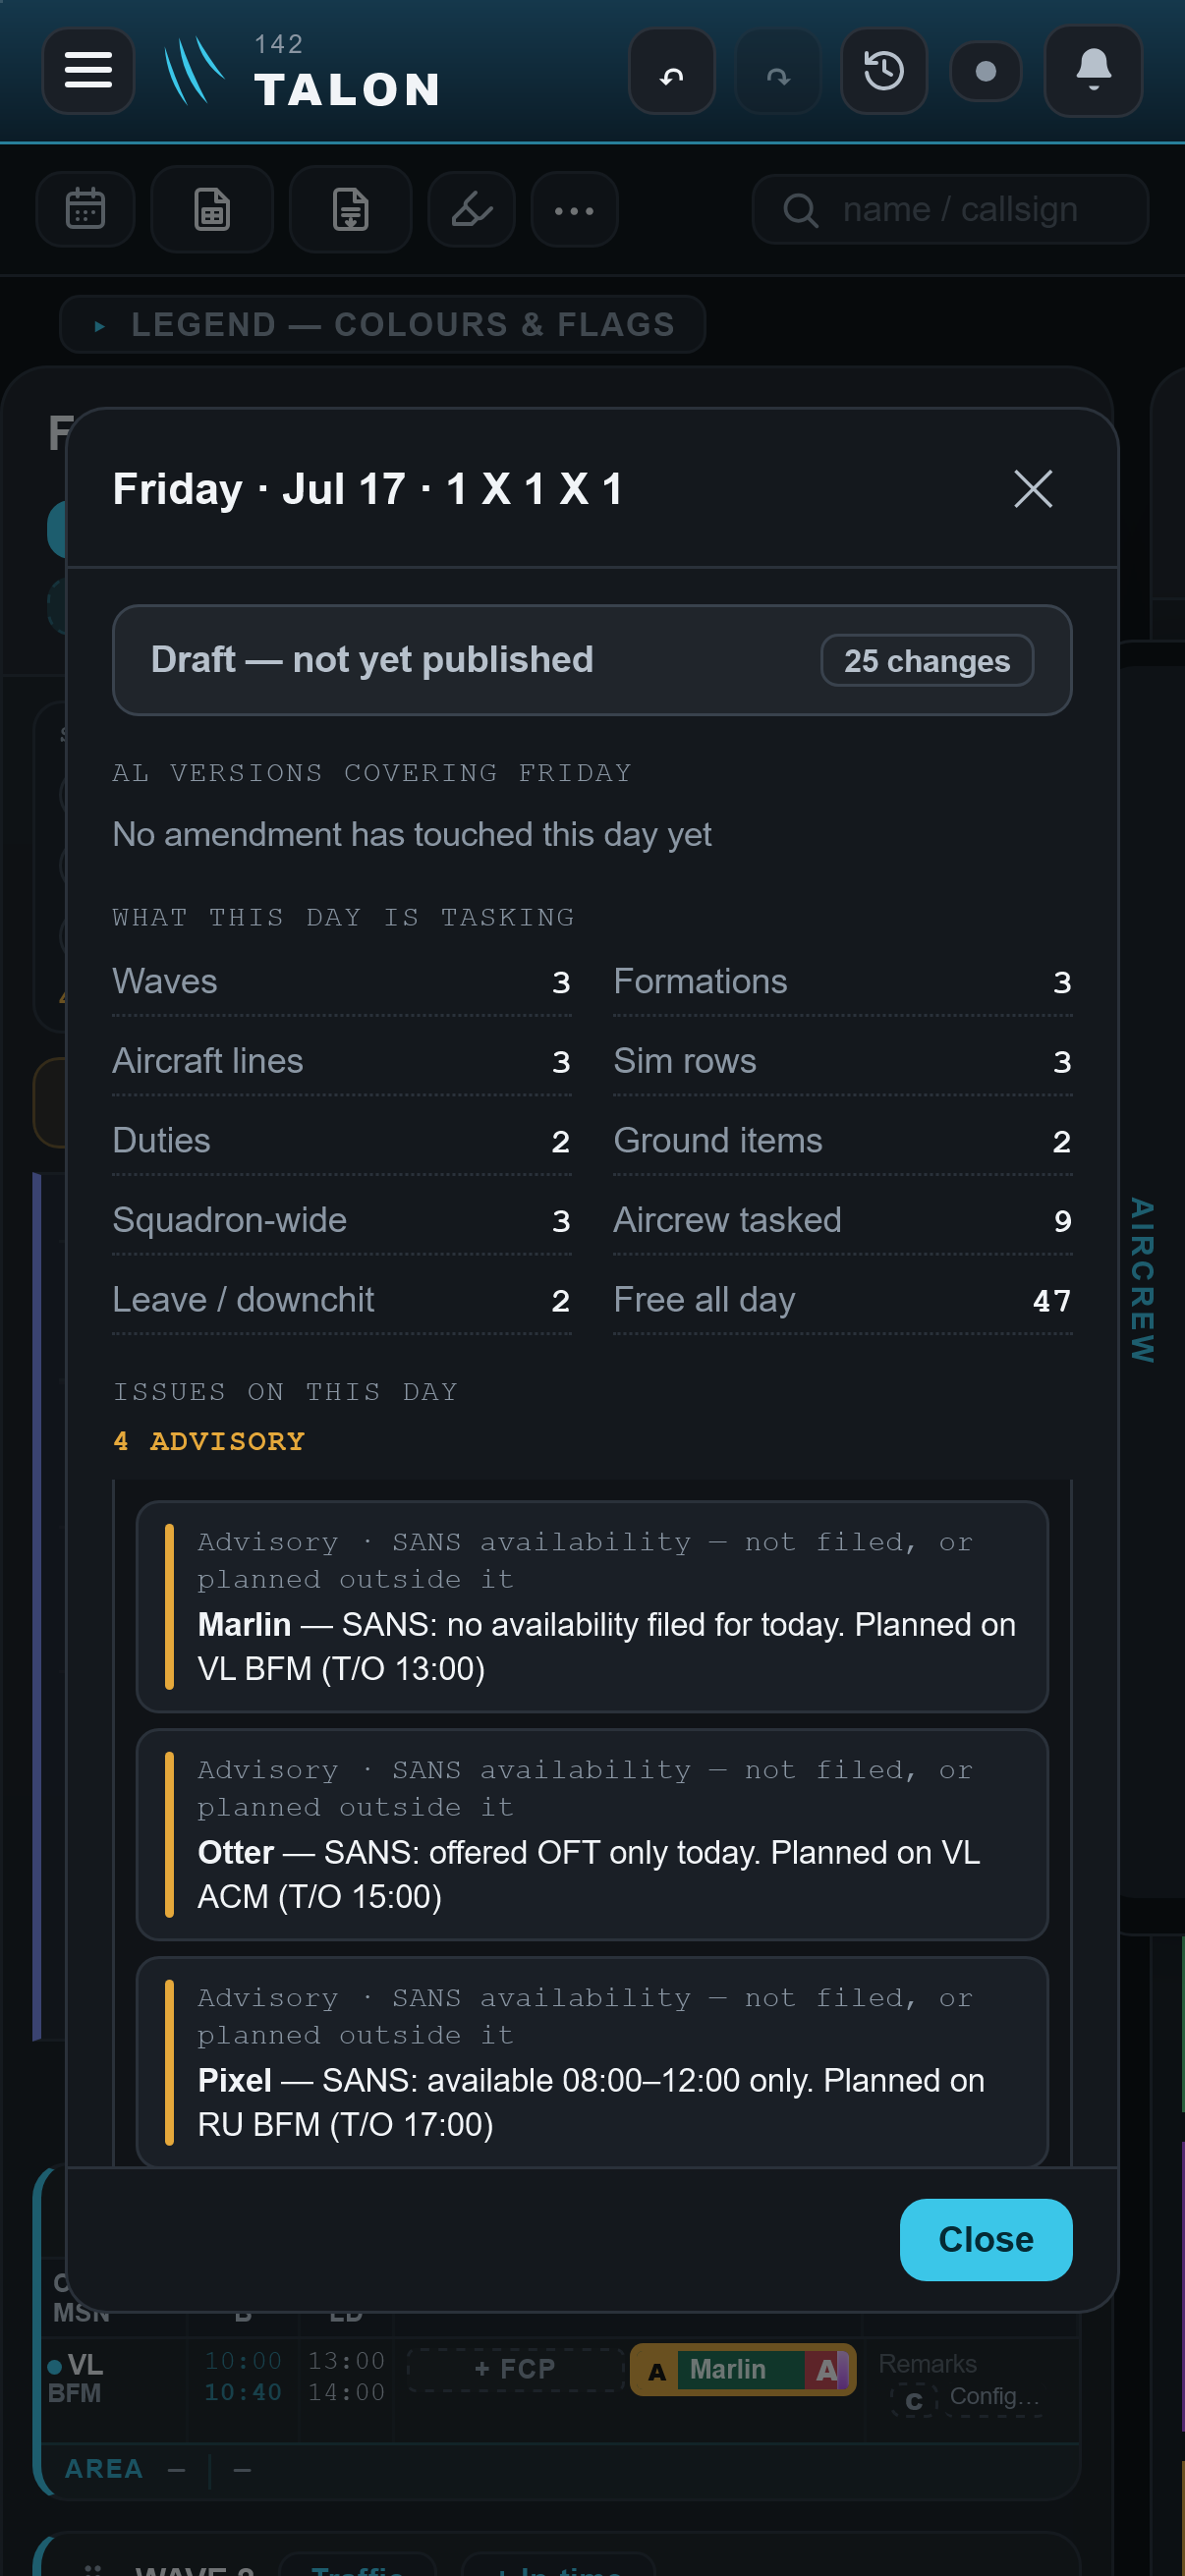 142
TALON
name / callsign
LEGEND — COLOURS & FLAGS
F
Friday · Jul 17 · 1 X 1 X 1
Draft — not yet published
25 changes
AL VERSIONS COVERING FRIDAY
No amendment has touched this day yet
WHAT THIS DAY IS TASKING
Waves 3 Formations 3
Aircraft lines 3 Sim rows 3
Duties 2 Ground items 2
Squadron-wide 3 Aircrew tasked 9
Leave / downchit 2 Free all day 47
AIRCREW
ISSUES ON THIS DAY
4 ADVISORY
Advisory · SANS availability — not filed, or
planned outside it
Marlin — SANS: no availability filed for today. Planned on
VL BFM (T/O 13:00)
Advisory · SANS availability — not filed, or
planned outside it
Otter — SANS: offered OFT only today. Planned on VL
ACM (T/O 15:00)
Advisory · SANS availability — not filed, or
planned outside it
Pixel — SANS: available 08:00–12:00 only. Planned on
RU BFM (T/O 17:00)
Close
MSN
VL 10:00 13:00 + FCP A Marlin A Remarks
BFM 10:40 14:00 C Config...
AREA — | —
WAVE 2 Traffic + In-time